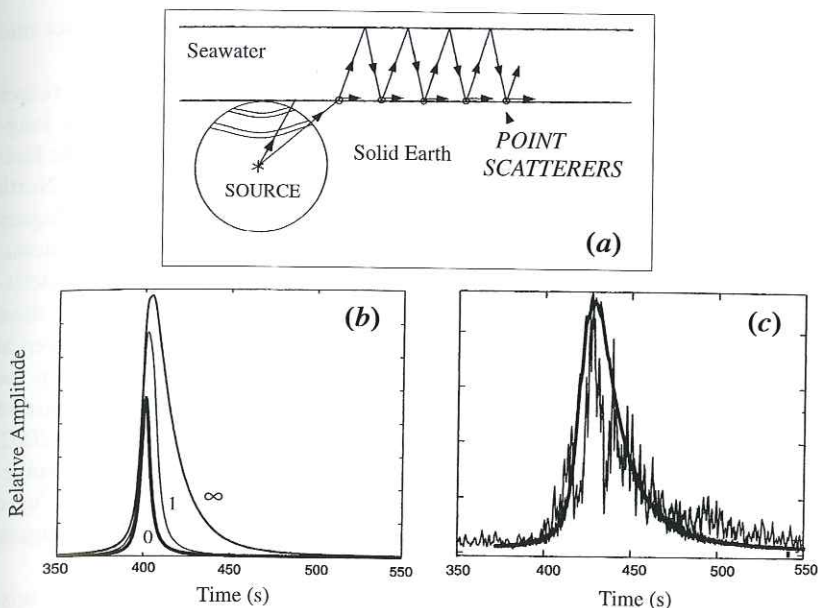 Seawater
POINT
SCATTERERS
Solid Earth
SOURCE
(a)
(b)
Relative Amplitude
0
1
∞
350
400
450
500
550
Time (s)
(c)
350
400
450
500
550
Time (s)